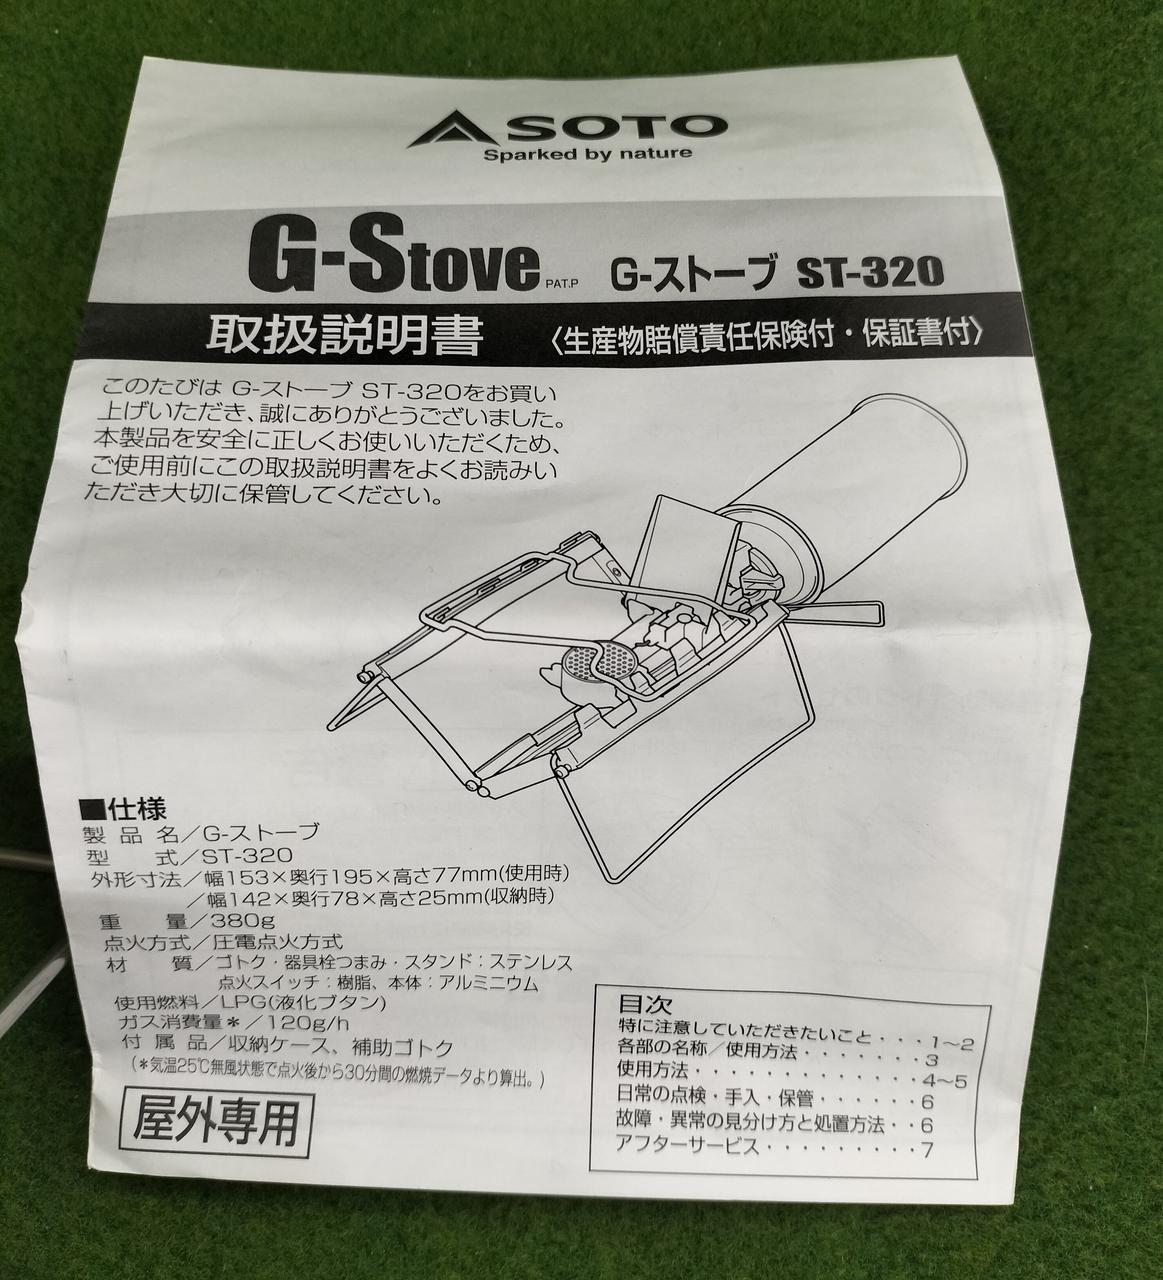 SOTO
Sparked by nature
G-Stove PAT.P G-ストーブ ST-320
取扱説明書 〈生産物賠償責任保険付・保証書付〉
このたびは G-ストーブ ST-320をお買い
上げいただき、誠にありがとうございました。
本製品を安全に正しくお使いいただくため、
ご使用前にこの取扱説明書をよくお読みい
ただき大切に保管してください。
■仕様
製品名／G-ストーブ
型式／ST-320
外形寸法／幅153×奥行195×高さ77mm(使用時)
／幅142×奥行78×高さ25mm(収納時)
重量／380g
点火方式／圧電点火方式
材質／ゴトク・器具栓つまみ・スタンド：ステンレス
点火スイッチ：樹脂、本体：アルミニウム
使用燃料／LPG(液化ブタン)
ガス消費量＊／120g/h
付属品／収納ケース、補助ゴトク
(＊気温25℃無風状態で点火後から30分間の燃焼データより算出。)
屋外専用
目次
特に注意していただきたいこと・・・1〜2
各部の名称／使用方法・・・・・・・3
使用方法・・・・・・・・・・・・・4〜5
日常の点検・手入・保管・・・・・・6
故障・異常の見分け方と処置方法・・6
アフターサービス・・・・・・・・・7